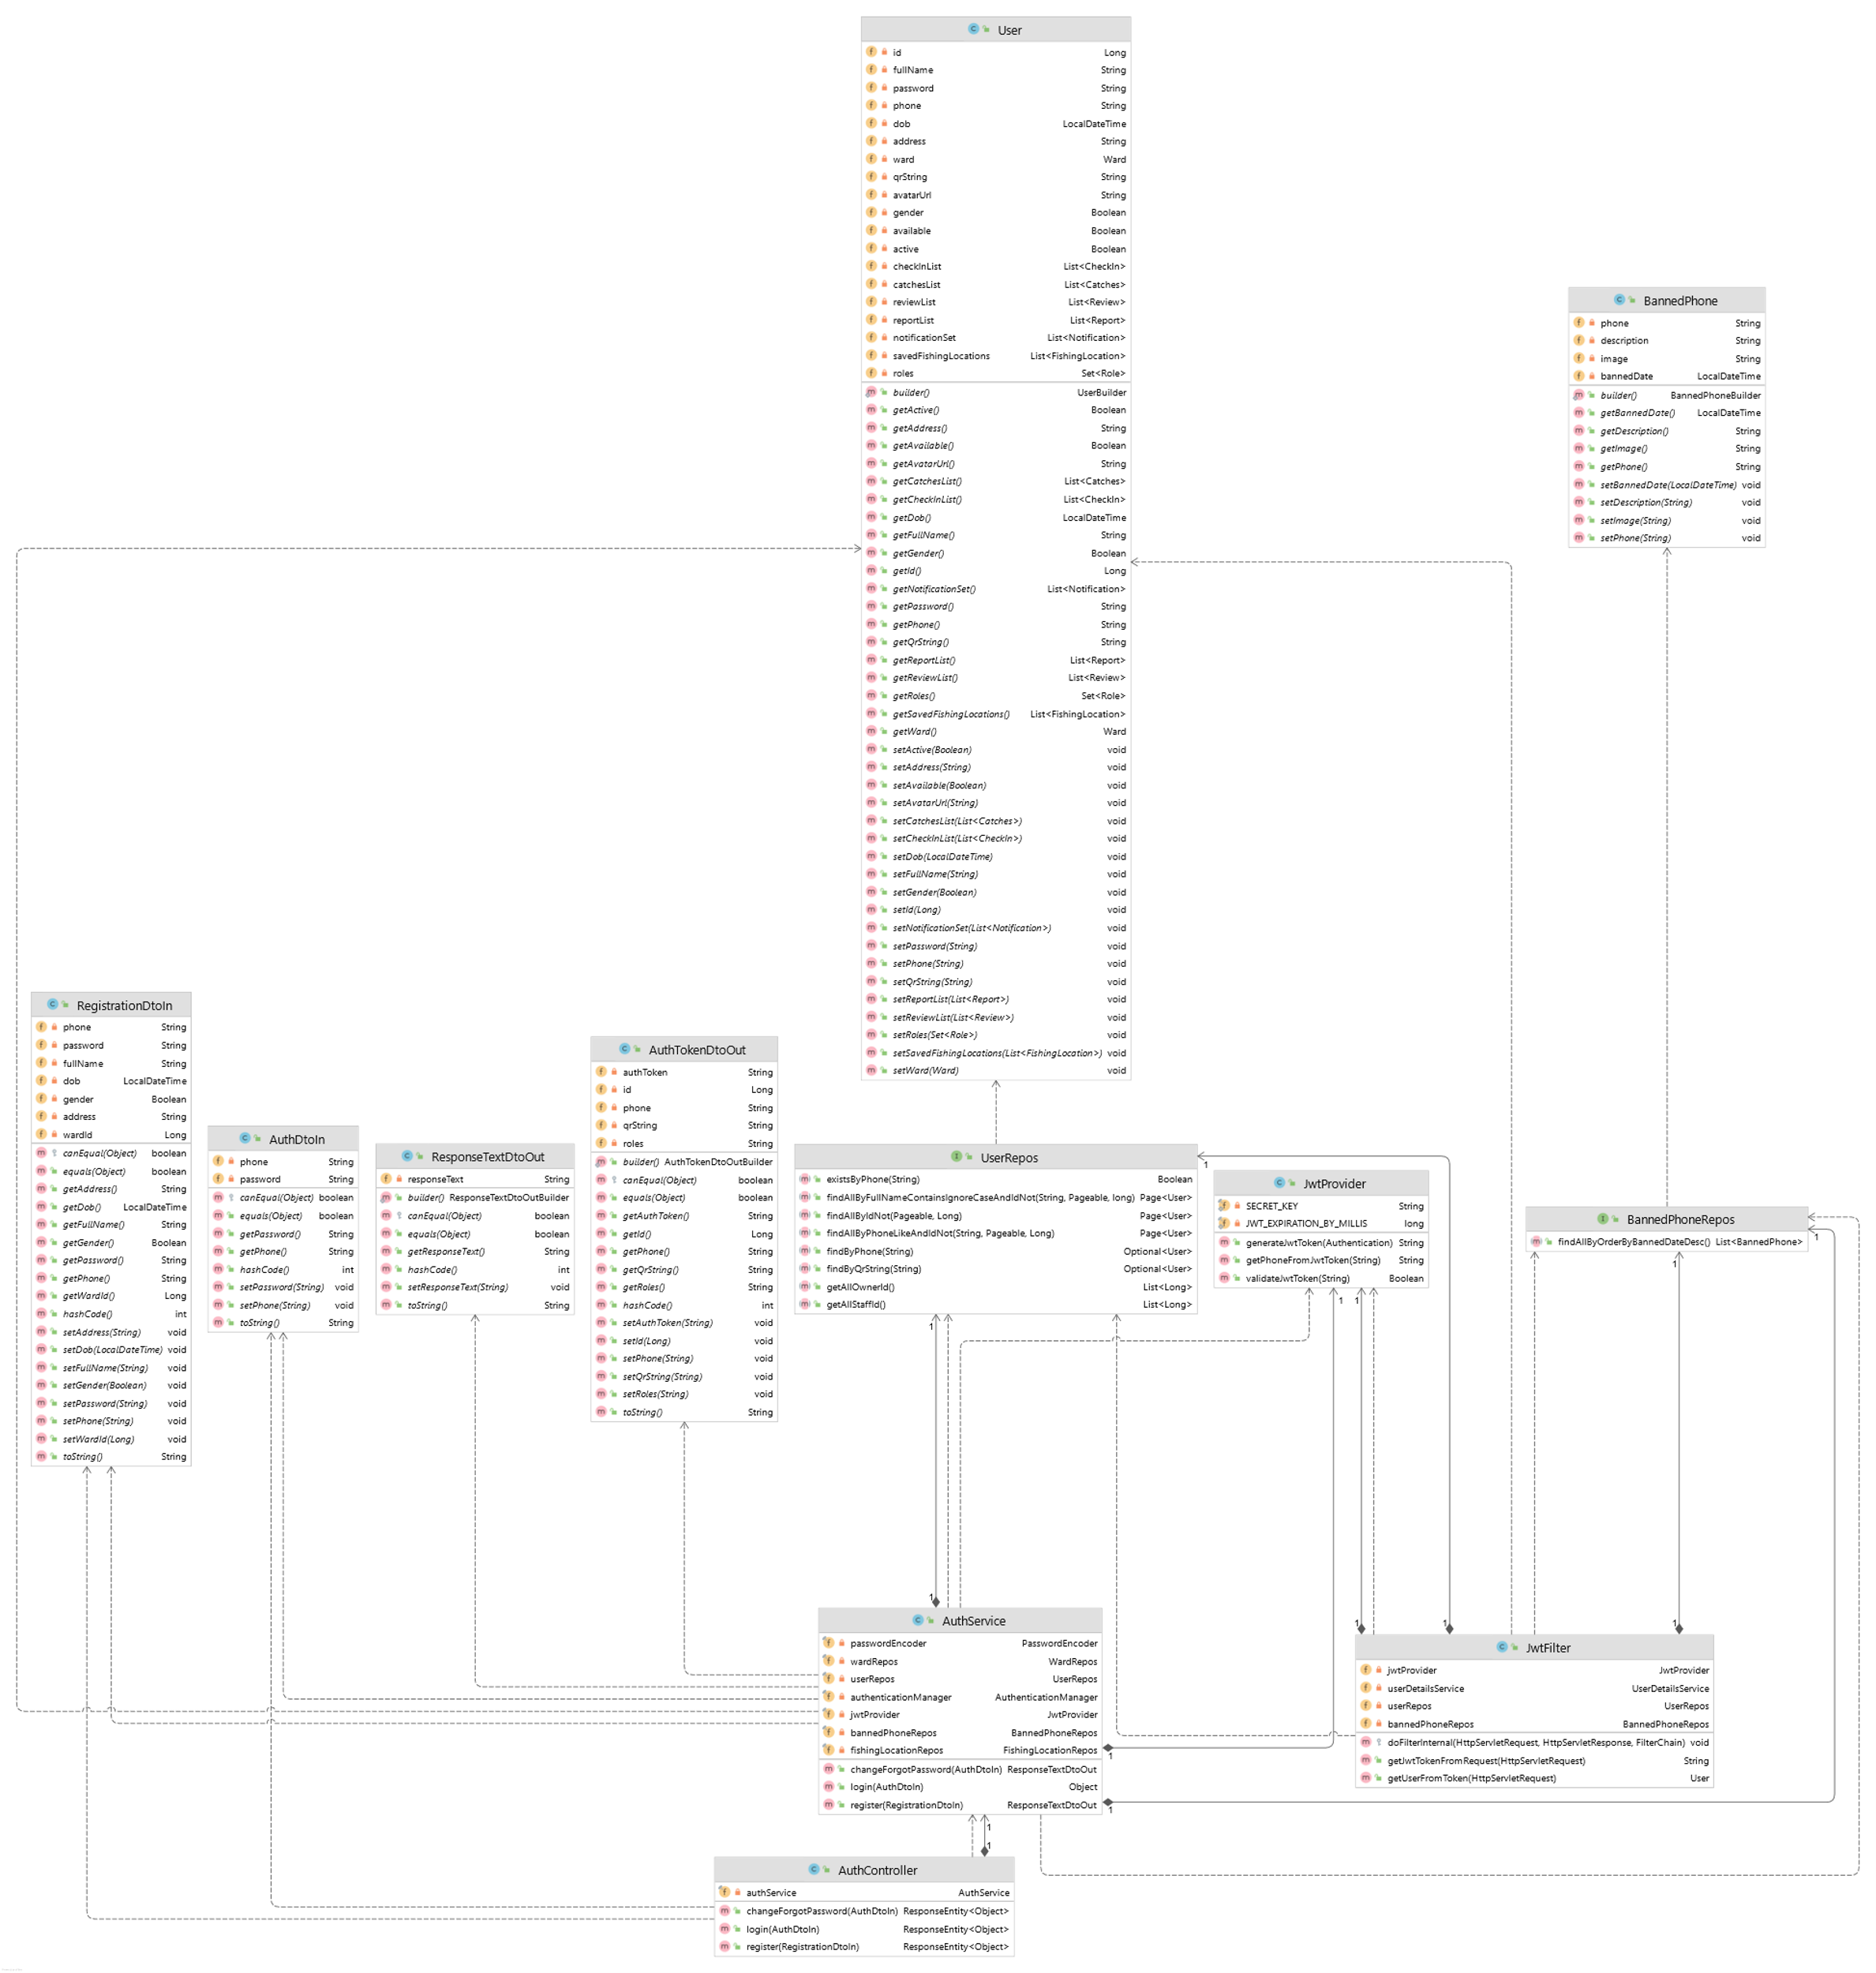 User
id Long
fullName String
password String
phone String
dob LocalDateTime
address String
ward Ward
qrString String
avatarUrl String
gender Boolean
available Boolean
active Boolean
checkInList List<CheckIn>
catchesList List<Catches>
reviewList List<Review>
reportList List<Report>
notificationSet List<Notification>
savedFishingLocations List<FishingLocation>
roles Set<Role>
builder() UserBuilder
getActive() Boolean
getAddress() String
getAvailable() Boolean
getAvatarUrl() String
getCatchesList() List<Catches>
getCheckInList() List<CheckIn>
getDob() LocalDateTime
getFullName() String
getGender() Boolean
getId() Long
getNotificationSet() List<Notification>
getPassword() String
getPhone() String
getQrString() String
getReportList() List<Report>
getReviewList() List<Review>
getRoles() Set<Role>
getSavedFishingLocations() List<FishingLocation>
getWard() Ward
setActive(Boolean) void
setAddress(String) void
setAvailable(Boolean) void
setAvatarUrl(String) void
setCatchesList(List<Catches>) void
setCheckInList(List<CheckIn>) void
setDob(LocalDateTime) void
setFullName(String) void
setGender(Boolean) void
setId(Long) void
setNotificationSet(List<Notification>) void
setPassword(String) void
setPhone(String) void
setQrString(String) void
setReportList(List<Report>) void
setReviewList(List<Review>) void
setRoles(Set<Role>) void
setSavedFishingLocations(List<FishingLocation>) void
setWard(Ward) void
BannedPhone
phone String
description String
image String
bannedDate LocalDateTime
builder() BannedPhoneBuilder
getBannedDate() LocalDateTime
getDescription() String
getImage() String
getPhone() String
setBannedDate(LocalDateTime) void
setDescription(String) void
setImage(String) void
setPhone(String) void
RegistrationDtoIn
phone String
password String
fullName String
dob LocalDateTime
gender Boolean
address String
wardId Long
canEqual(Object) boolean
equals(Object) boolean
getAddress() String
getDob() LocalDateTime
getFullName() String
getGender() Boolean
getPassword() String
getPhone() String
getWardId() Long
hashCode() int
setAddress(String) void
setDob(LocalDateTime) void
setFullName(String) void
setGender(Boolean) void
setPassword(String) void
setPhone(String) void
setWardId(Long) void
toString() String
AuthDtoIn
phone String
password String
canEqual(Object) boolean
equals(Object) boolean
getPassword() String
getPhone() String
hashCode() int
setPassword(String) void
setPhone(String) void
toString() String
ResponseTextDtoOut
responseText String
builder() ResponseTextDtoOutBuilder
canEqual(Object) boolean
equals(Object) boolean
getResponseText() String
hashCode() int
setResponseText(String) void
toString() String
AuthTokenDtoOut
authToken String
id Long
phone String
qrString String
roles String
builder() AuthTokenDtoOutBuilder
canEqual(Object) boolean
equals(Object) boolean
getAuthToken() String
getId() Long
getPhone() String
getQrString() String
getRoles() String
hashCode() int
setAuthToken(String) void
setId(Long) void
setPhone(String) void
setQrString(String) void
setRoles(String) void
toString() String
UserRepos
existsByPhone(String) Boolean
findAllByFullNameContainsIgnoreCaseAndIdNot(String, Pageable, long) Page<User>
findAllByIdNot(Pageable, Long) Page<User>
findAllByPhoneLikeAndIdNot(String, Pageable, Long) Page<User>
findByPhone(String) Optional<User>
findByQrString(String) Optional<User>
getAllOwnerId() List<Long>
getAllStaffId() List<Long>
JwtProvider
SECRET_KEY String
JWT_EXPIRATION_BY_MILLIS long
generateJwtToken(Authentication) String
getPhoneFromJwtToken(String) String
validateJwtToken(String) Boolean
BannedPhoneRepos
findAllByOrderByBannedDateDesc() List<BannedPhone>
1
1
1
1
1
1
1
1
1
1
AuthService
passwordEncoder PasswordEncoder
wardRepos WardRepos
userRepos UserRepos
authenticationManager AuthenticationManager
jwtProvider JwtProvider
bannedPhoneRepos BannedPhoneRepos
fishingLocationRepos FishingLocationRepos
changeForgotPassword(AuthDtoIn) ResponseTextDtoOut
login(AuthDtoIn) Object
register(RegistrationDtoIn) ResponseTextDtoOut
1
1
JwtFilter
jwtProvider JwtProvider
userDetailsService UserDetailsService
userRepos UserRepos
bannedPhoneRepos BannedPhoneRepos
doFilterInternal(HttpServletRequest, HttpServletResponse, FilterChain) void
getJwtTokenFromRequest(HttpServletRequest) String
getUserFromToken(HttpServletRequest) User
1
1
AuthController
authService AuthService
changeForgotPassword(AuthDtoIn) ResponseEntity<Object>
login(AuthDtoIn) ResponseEntity<Object>
register(RegistrationDtoIn) ResponseEntity<Object>